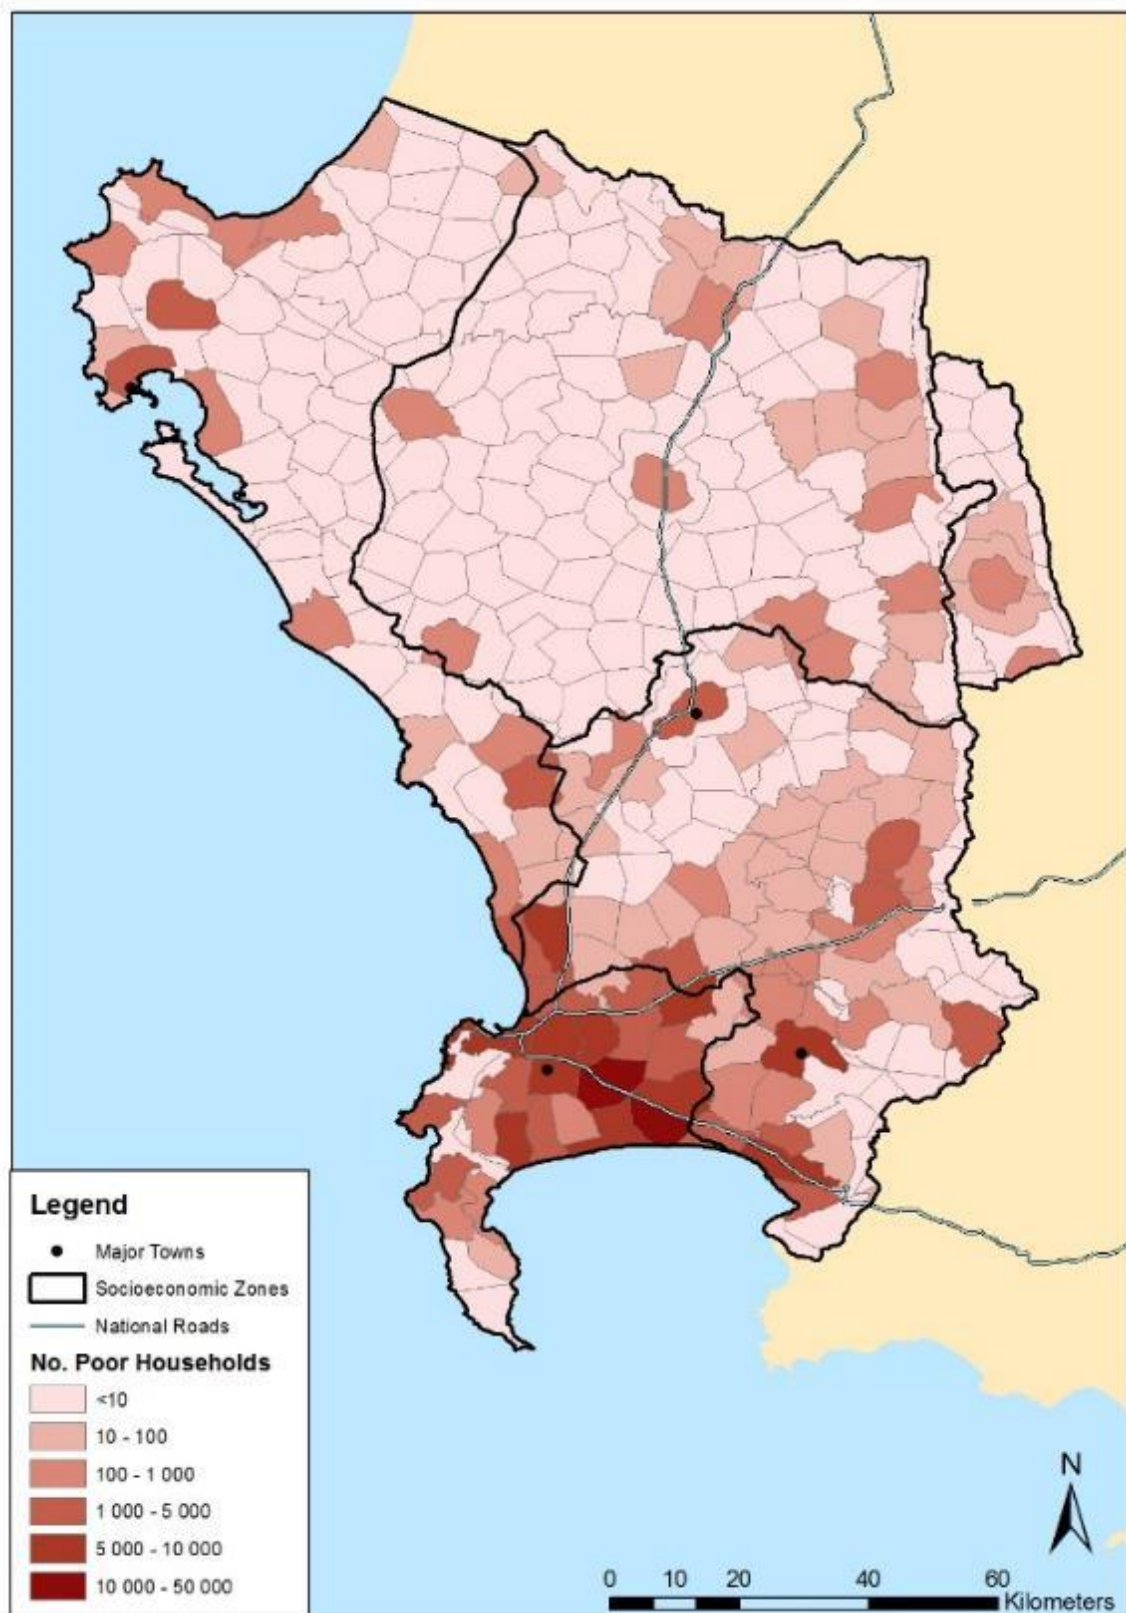 Legend
Major Towns
Socioeconomic Zones
National Roads
No. Poor Households
<10
10 - 100
100 - 1 000
1 000 - 5 000
5 000 - 10 000
10 000 - 50 000
N
0 10 20 40 60
Kilometers